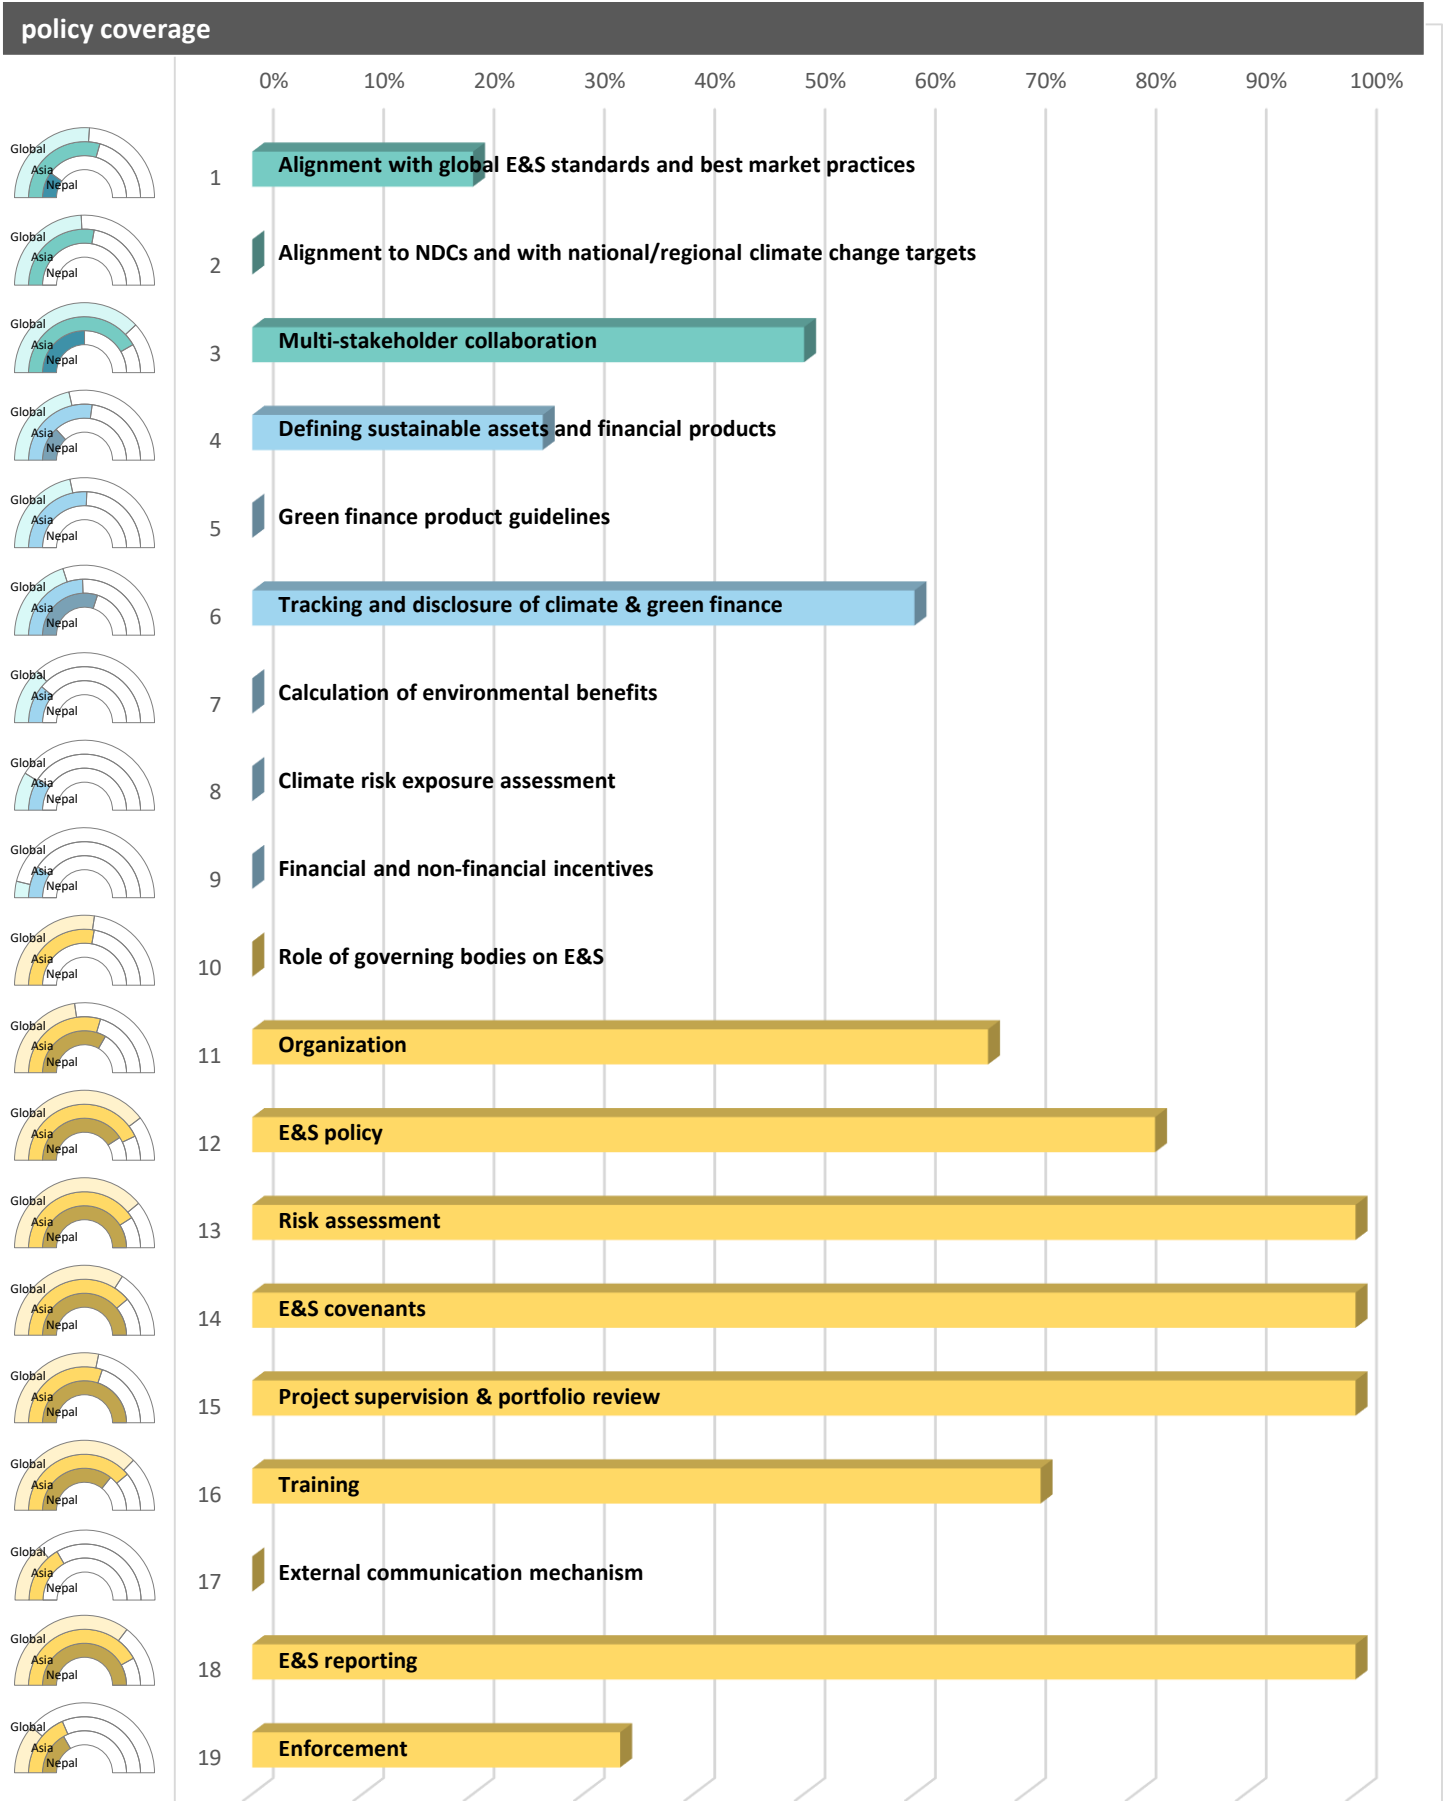 policy coverage
0% 10% 20% 30% 40% 50% 60% 70% 80% 90% 100%
Global
Asia
Nepal
1 Alignment with global E&S standards and best market practices
Global
Asia
Nepal
2 Alignment to NDCs and with national/regional climate change targets
Global
Asia
Nepal
3 Multi-stakeholder collaboration
Global
Asia
Nepal
4 Defining sustainable assets and financial products
Global
Asia
Nepal
5 Green finance product guidelines
Global
Asia
Nepal
6 Tracking and disclosure of climate & green finance
Global
Asia
Nepal
7 Calculation of environmental benefits
Global
Asia
Nepal
8 Climate risk exposure assessment
Global
Asia
Nepal
9 Financial and non-financial incentives
Global
Asia
Nepal
10 Role of governing bodies on E&S
Global
Asia
Nepal
11 Organization
Global
Asia
Nepal
12 E&S policy
Global
Asia
Nepal
13 Risk assessment
Global
Asia
Nepal
14 E&S covenants
Global
Asia
Nepal
15 Project supervision & portfolio review
Global
Asia
Nepal
16 Training
Global
Asia
Nepal
17 External communication mechanism
Global
Asia
Nepal
18 E&S reporting
Global
Asia
Nepal
19 Enforcement